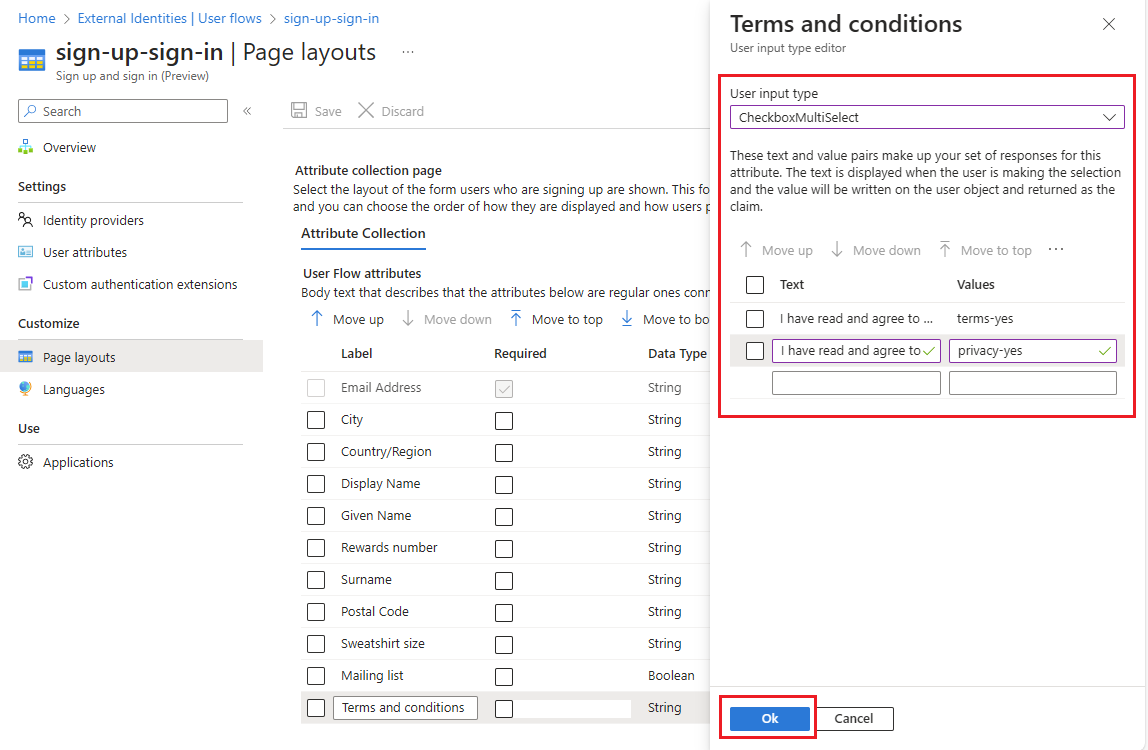 Home > External Identities | User flows > sign-up-sign-in
sign-up-sign-in | Page layouts ...
Sign up and sign in (Preview)
Search
«
Overview
Settings
Identity providers
User attributes
Custom authentication extensions
Customize
Page layouts
Languages
Use
Applications
Save Discard
Attribute collection page
Select the layout of the form users who are signing up are shown. This fo
and you can choose the order of how they are displayed and how users p
Attribute Collection
User Flow attributes
Body text that describes that the attributes below are regular ones conn
Move up Move down Move to top Move to bo
Label Required Data Type
Email Address String
City String
Country/Region String
Display Name String
Given Name String
Rewards number String
Surname String
Postal Code String
Sweatshirt size String
Mailing list Boolean
Terms and conditions String
Terms and conditions
User input type editor
User input type
CheckboxMultiSelect
These text and value pairs make up your set of responses for this
attribute. The text is displayed when the user is making the selection
and the value will be written on the user object and returned as the
claim.
Move up Move down Move to top ...
Text Values
I have read and agree to ... terms-yes
I have read and agree to privacy-yes
Ok Cancel